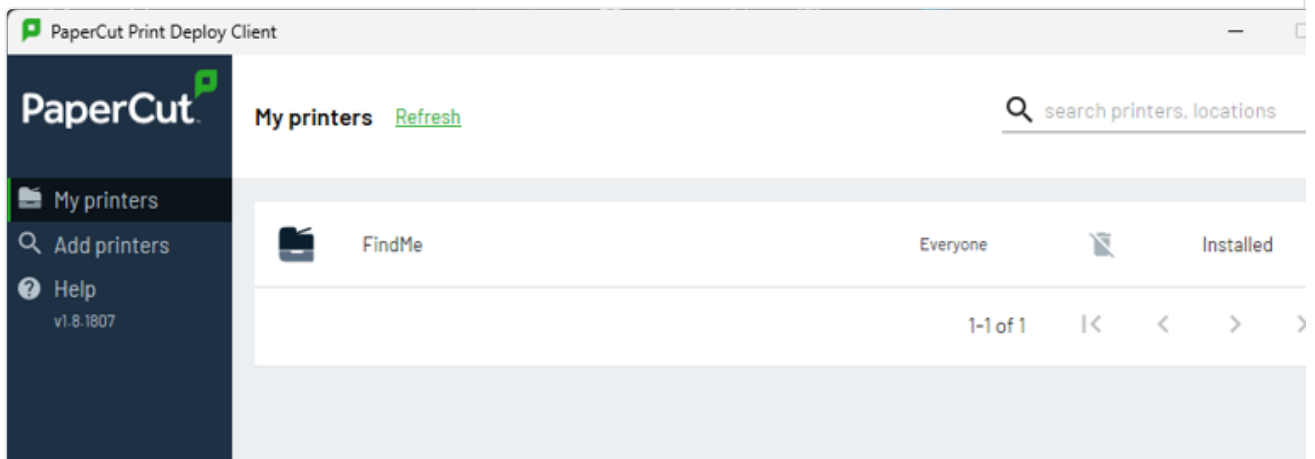 PaperCut Print Deploy Client
PaperCut
My printers Refresh
search printers, locations
My printers
Add printers
Help
v1.8.1807
FindMe Everyone Installed
1-1 of 1